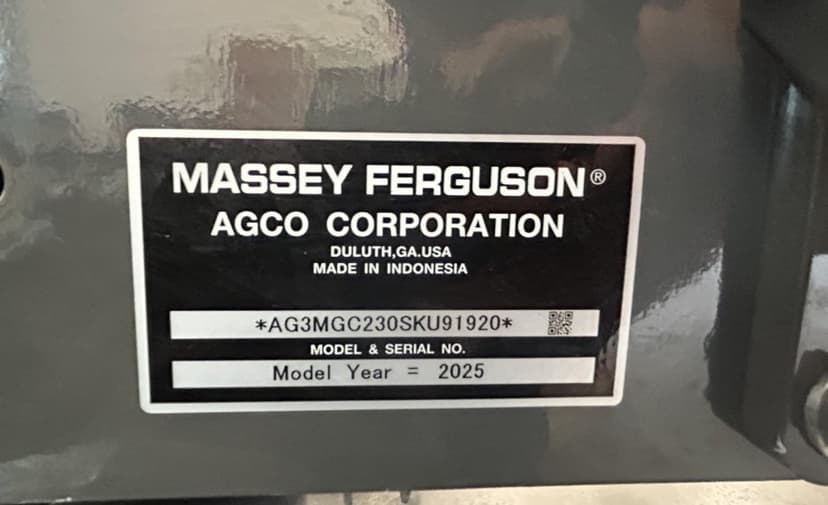 MASSEY FERGUSON®
AGCO CORPORATION
DULUTH,GA.USA
MADE IN INDONESIA
*AG3MGC230SKU91920*
MODEL & SERIAL NO.
Model Year = 2025